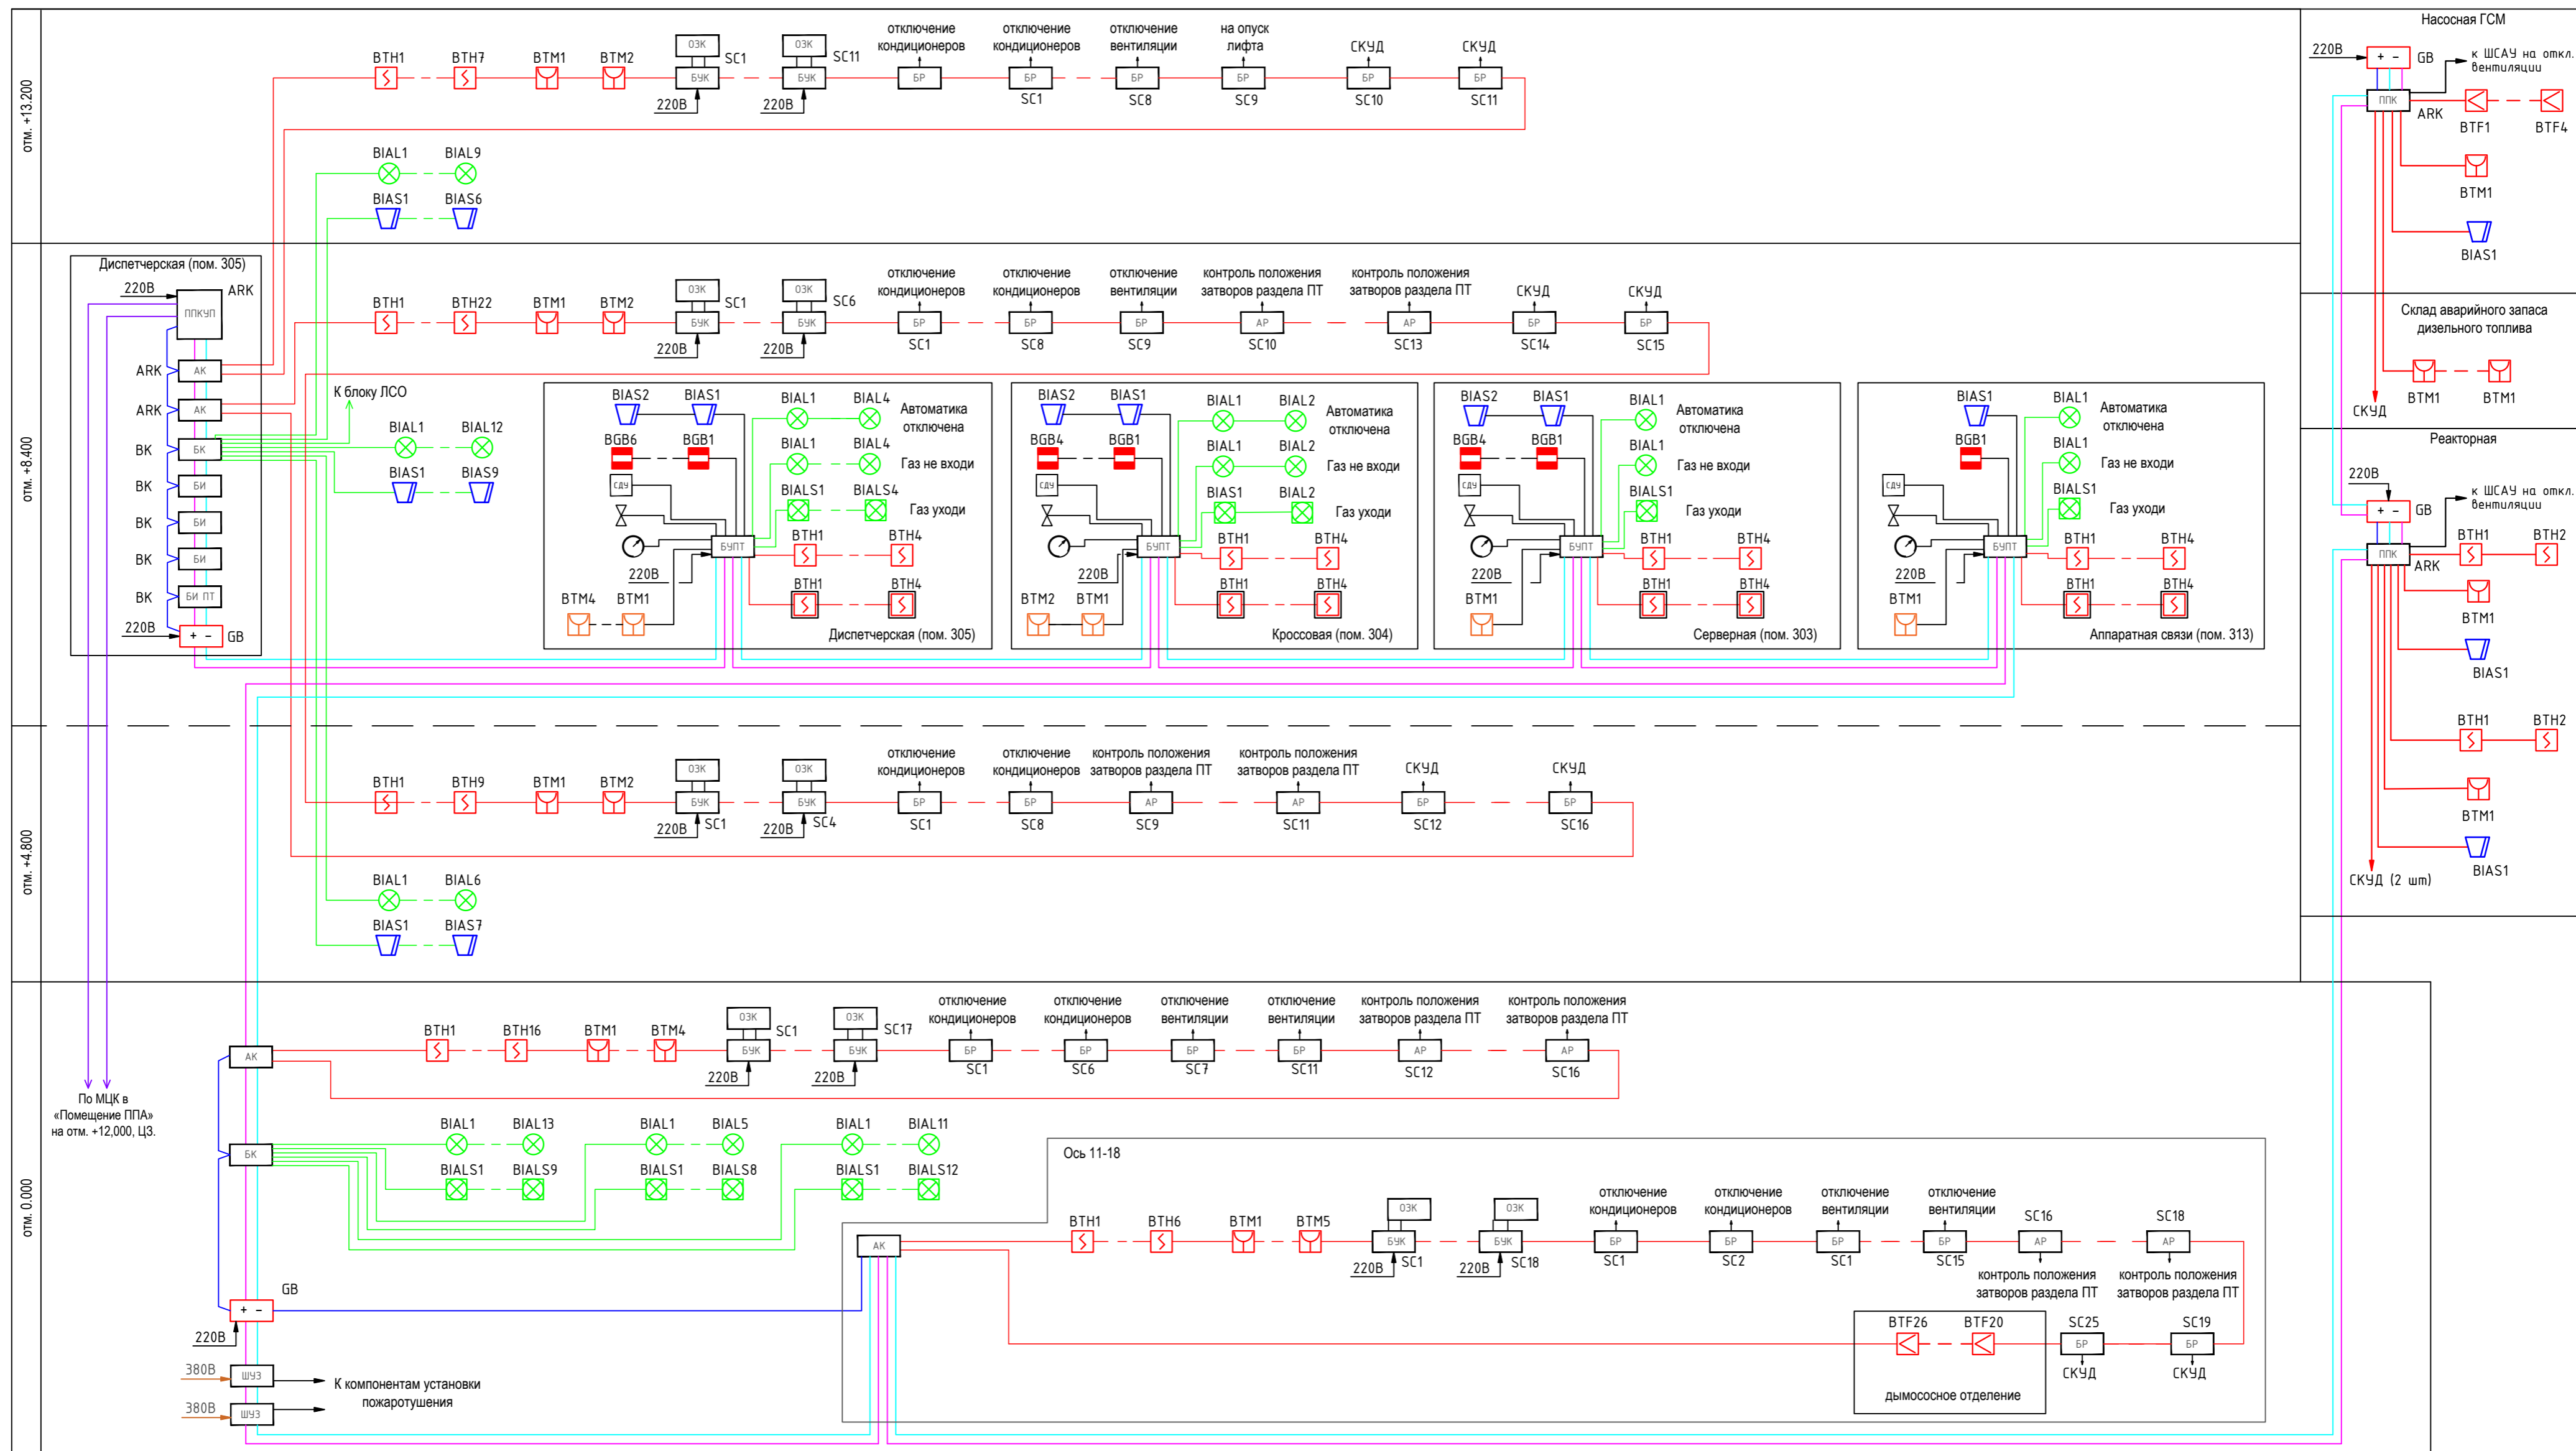 отм. +13.200
BTH1
BTH7
BTM1
BTM2
ОЗК
SC1
БУК
220В
ОЗК
SC11
БУК
220В
отключение
кондиционеров
БР
отключение
кондиционеров
БР
SC1
отключение
вентиляции
БР
SC8
на опуск
лифта
БР
SC9
СКУД
БР
SC10
СКУД
БР
SC11
BIAL1
BIAL9
BIAS1
BIAS6
Насосная ГСМ
220В
+ -
GB
к ШСАУ на откл.
вентиляции
ППК
ARK
BTF1
BTF4
BTM1
BIAS1
СКУД
Склад аварийного запаса
дизельного топлива
BTM1
BTM1
Реакторная
220В
+ -
GB
к ШСАУ на откл.
вентиляции
ППК
ARK
BTH1
BTH2
BTM1
BIAS1
BTH1
BTH2
BTM1
BIAS1
СКУД (2 шт)
отм. +8.400
Диспетчерская (пом. 305)
220В
ARK
ППКУП
ARK
АК
ARK
АК
BK
БК
BK
БИ
BK
БИ
BK
БИ
BK
БИ ПТ
220В
+ -
GB
BTH1
BTH22
BTM1
BTM2
ОЗК
SC1
БУК
220В
ОЗК
SC6
БУК
220В
отключение
кондиционеров
БР
SC1
отключение
кондиционеров
БР
SC8
отключение
вентиляции
БР
SC9
контроль положения
затворов раздела ПТ
АР
SC10
контроль положения
затворов раздела ПТ
АР
SC13
СКУД
БР
SC14
СКУД
БР
SC15
К блоку ЛСО
BIAL1
BIAL12
BIAS1
BIAS9
BIAS2
BIAS1
BIAL1
BIAL4
Автоматика
отключена
BGB6
BGB1
BIAL1
BIAL4
Газ не входи
СДУ
BIALS1
BIALS4
Газ уходи
БУПТ
BTH1
BTH4
220В
BTH1
BTH4
BTM4
BTM1
Диспетчерская (пом. 305)
BIAS2
BIAS1
BIAL1
BIAL2
Автоматика
отключена
BGB4
BGB1
BIAL1
BIAL2
Газ не входи
СДУ
BIAS1
BIAL2
Газ уходи
БУПТ
BTH1
BTH4
220В
BTH1
BTH4
BTM2
BTM1
Кроссовая (пом. 304)
BIAS2
BIAS1
BIAL1
Автоматика
отключена
BGB4
BGB1
BIAL1
Газ не входи
СДУ
BIALS1
Газ уходи
БУПТ
BTH1
BTH4
220В
BTH1
BTH4
BTM1
Серверная (пом. 303)
BIAS1
BIAL1
Автоматика
отключена
BGB1
BIAL1
Газ не входи
СДУ
BIALS1
Газ уходи
БУПТ
BTH1
BTH4
220В
BTH1
BTH4
BTM1
Аппаратная связи (пом. 313)
отм. +4.800
BTH1
BTH9
BTM1
BTM2
ОЗК
БУК
SC1
220В
ОЗК
БУК
SC4
220В
отключение
кондиционеров
БР
SC1
отключение
кондиционеров
БР
SC8
контроль положения
затворов раздела ПТ
АР
SC9
контроль положения
затворов раздела ПТ
АР
SC11
СКУД
БР
SC12
СКУД
БР
SC16
BIAL1
BIAL6
BIAS1
BIAS7
отм. 0.000
По МЦК в
«Помещение ППА»
на отм. +12,000, ЦЗ.
АК
BTH1
BTH16
BTM1
BTM4
ОЗК
SC1
БУК
220В
ОЗК
SC17
БУК
220В
отключение
кондиционеров
БР
SC1
отключение
кондиционеров
БР
SC6
отключение
вентиляции
БР
SC7
отключение
вентиляции
БР
SC11
контроль положения
затворов раздела ПТ
АР
SC12
контроль положения
затворов раздела ПТ
АР
SC16
БК
BIAL1
BIAL13
BIAL1
BIAL5
BIAL1
BIAL11
BIALS1
BIALS9
BIALS1
BIALS8
BIALS1
BIALS12
GB
+ -
220В
380В
ШУЗ
К компонентам установки
пожаротушения
380В
ШУЗ
Ось 11-18
АК
BTH1
BTH6
BTM1
BTM5
ОЗК
БУК
SC1
220В
ОЗК
БУК
SC18
220В
отключение
кондиционеров
БР
SC1
отключение
кондиционеров
БР
SC2
отключение
вентиляции
БР
SC1
отключение
вентиляции
БР
SC15
SC16
АР
контроль положения
затворов раздела ПТ
SC18
АР
контроль положения
затворов раздела ПТ
BTF26
BTF20
дымососное отделение
SC25
БР
СКУД
SC19
БР
СКУД